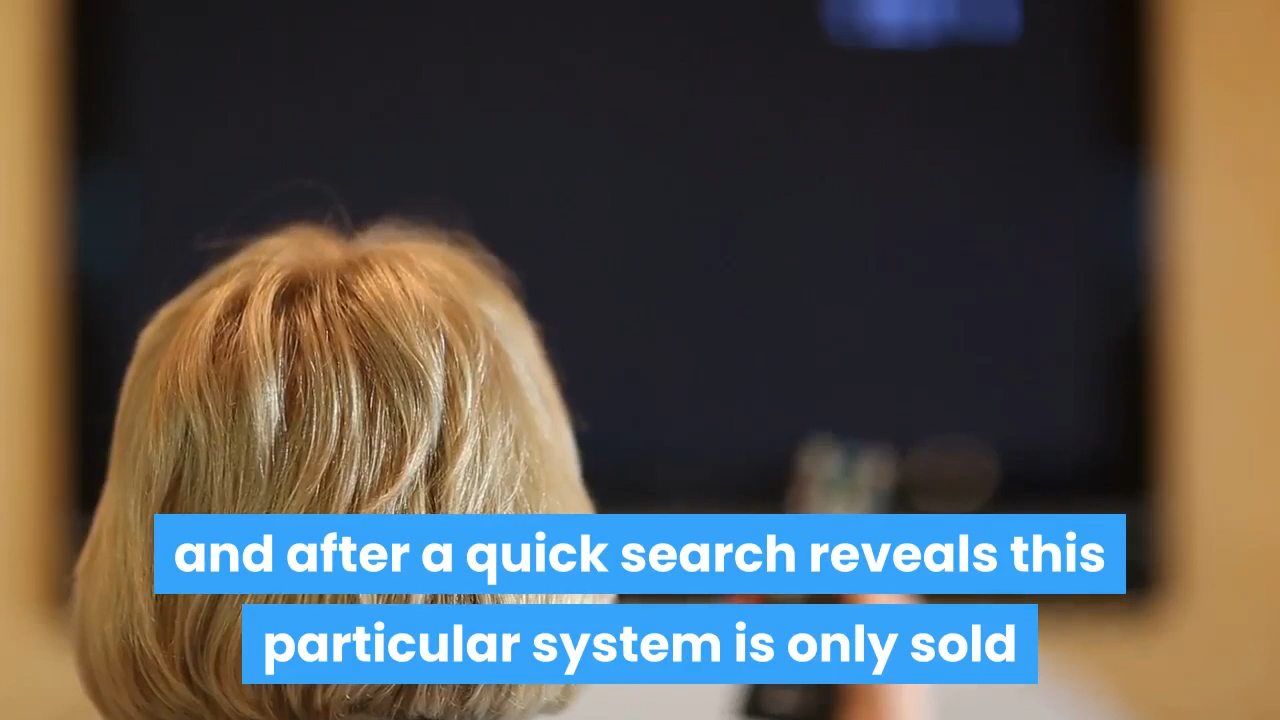 and after a quick search reveals this
particular system is only sold